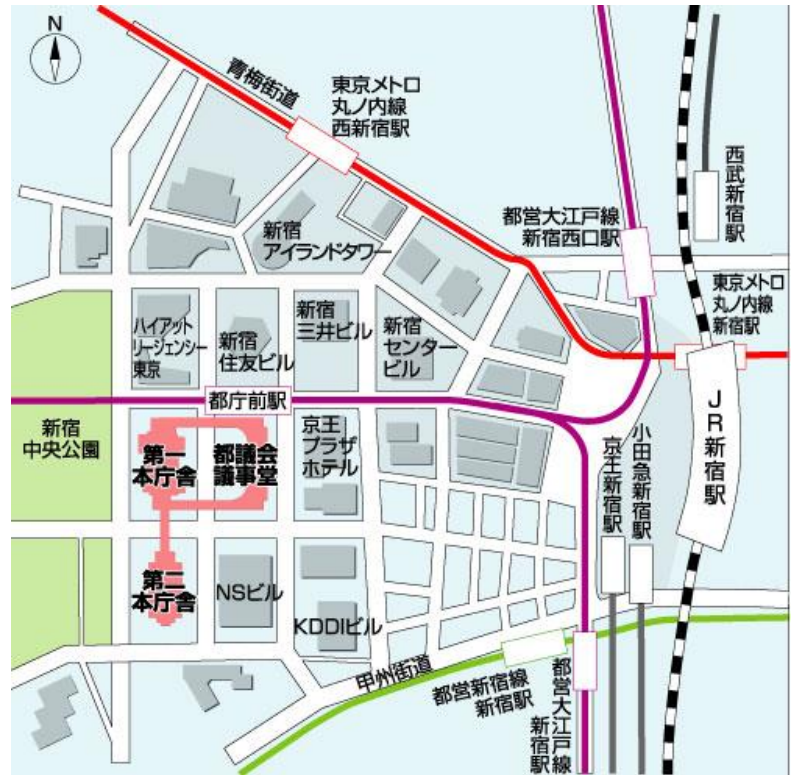 N
青梅街道
東京メトロ
丸ノ内線
西新宿駅
西武新宿駅
都営大江戸線
新宿西口駅
新宿
アイランドタワー
東京メトロ
丸ノ内線
新宿駅
ハイアット
リージェンシー
東京
新宿
住友ビル
新宿
三井ビル
新宿
センター
ビル
都庁前駅
JR新宿駅
新宿
中央公園
第一
本庁舎
都議会
議事堂
京王
プラザ
ホテル
京王新宿駅
小田急新宿駅
第二
本庁舎
NSビル
KDDIビル
甲州街道
都営新宿線
新宿駅
都営大江戸線
新宿駅